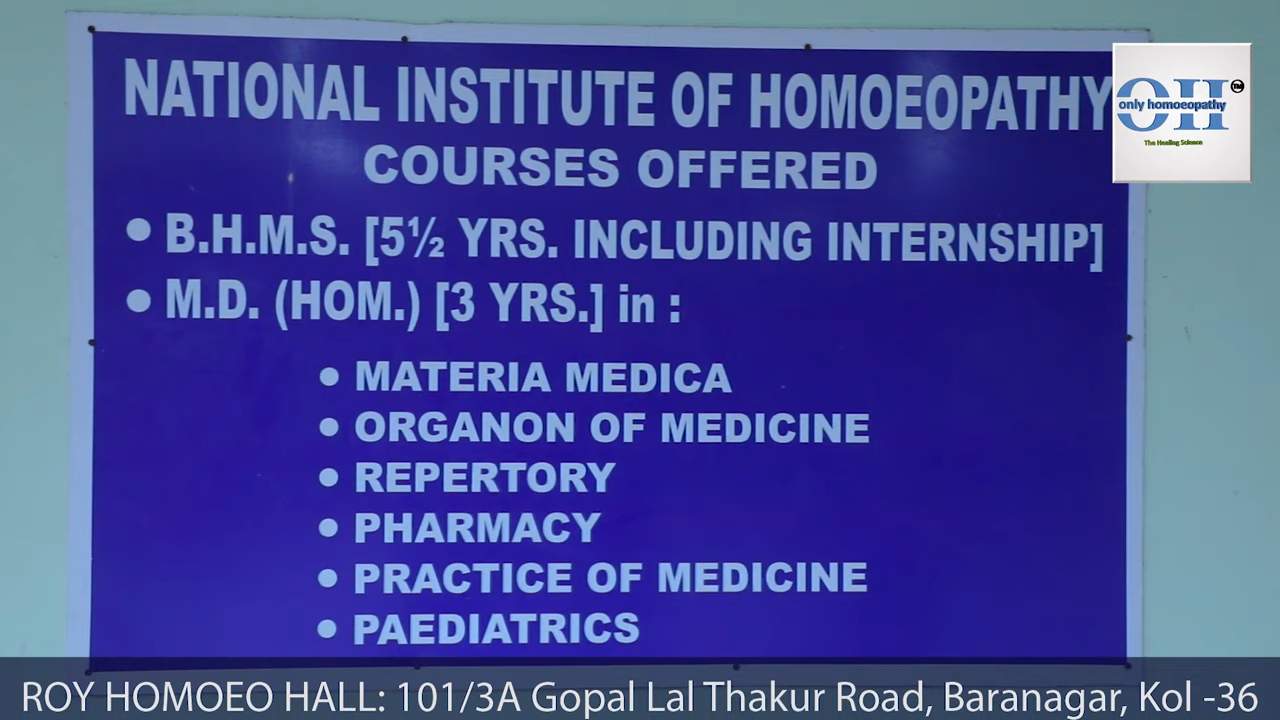 NATIONAL INSTITUTE OF HOMOEOPATHY
COURSES OFFERED
• B.H.M.S. [5½ YRS. INCLUDING INTERNSHIP]
• M.D. (HOM.) [3 YRS.] in :
• MATERIA MEDICA
• ORGANON OF MEDICINE
• REPERTORY
• PHARMACY
• PRACTICE OF MEDICINE
• PAEDIATRICS
OH™
only homoeopathy
The Healing Science
ROY HOMOEO HALL: 101/3A Gopal Lal Thakur Road, Baranagar, Kol -36